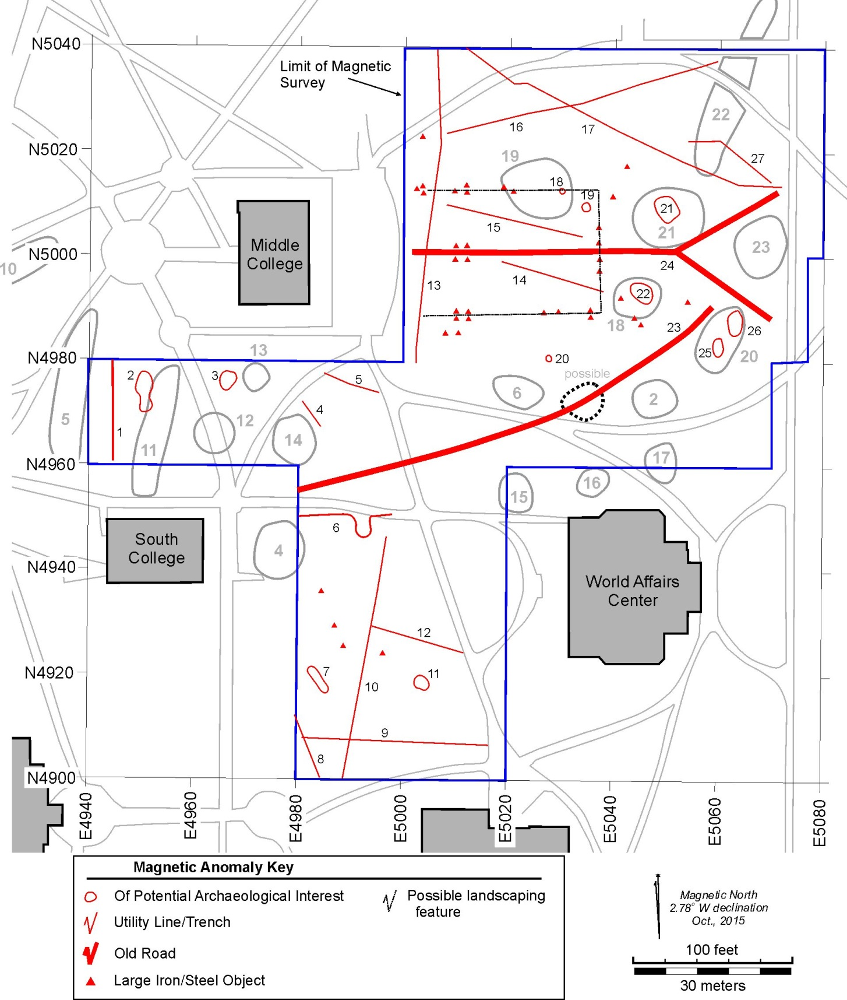 N5040
Limit of Magnetic
Survey
22
16
17
N5020
19
27
18
19
21
Middle
College
15
21
23
N5000
10
24
14
13
22
18
23
26
25
20
13
N4980
20
possible
2
3
5
6
2
5
4
12
1
14
11
17
N4960
16
15
6
South
College
4
N4940
World Affairs
Center
12
N4920
7
11
10
9
8
N4900
E4940
E4960
E4980
E5000
E5020
E5040
E5060
E5080
Magnetic Anomaly Key
Of Potential Archaeological Interest
Possible landscaping
feature
Utility Line/Trench
Old Road
Large Iron/Steel Object
Magnetic North
2.78° W declination
Oct., 2015
100 feet
30 meters